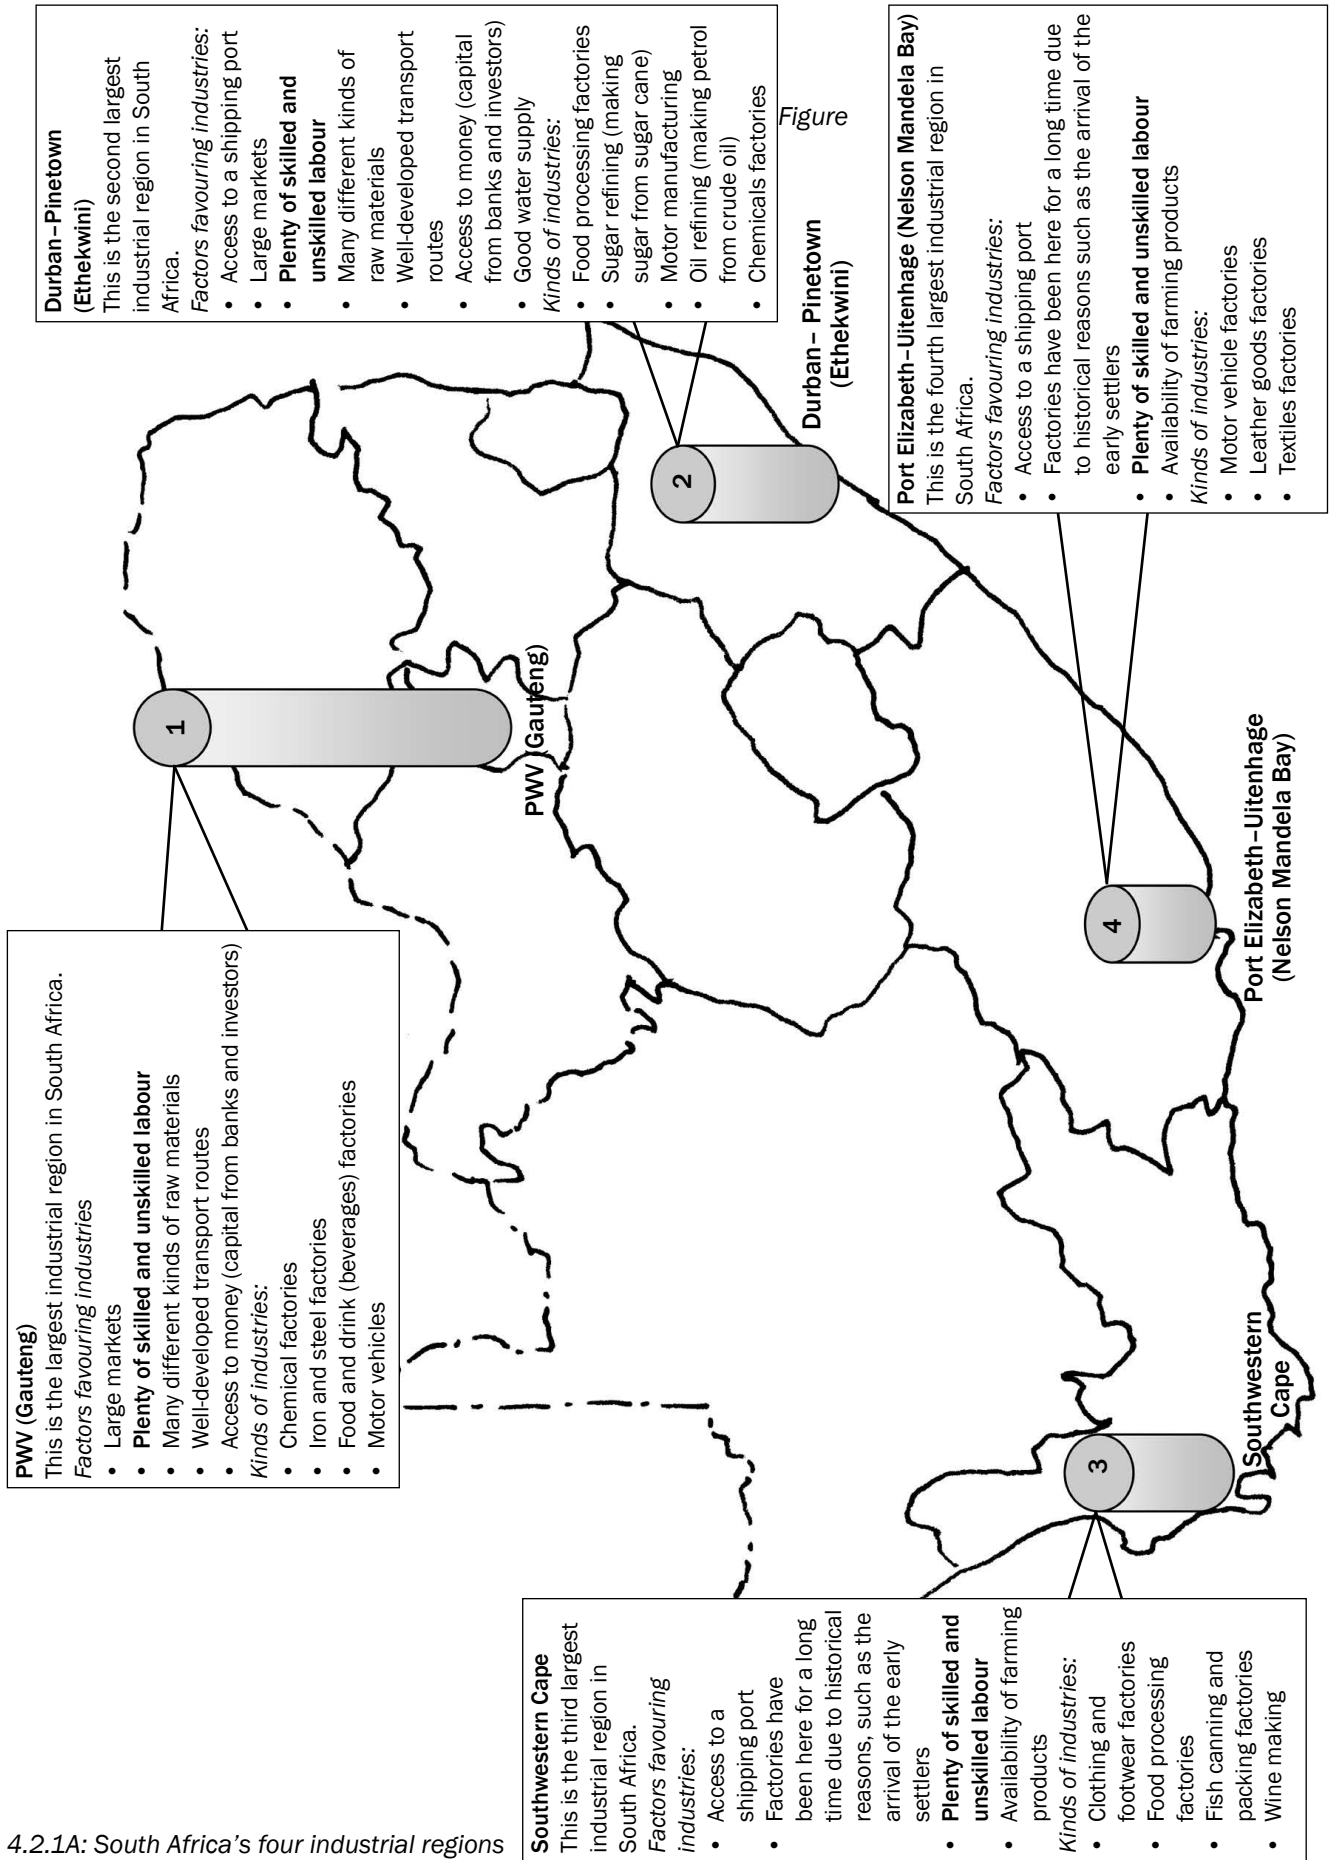 PWV (Gauteng)
This is the largest industrial region in South Africa.
Factors favouring industries
• Large markets
• Plenty of skilled and unskilled labour
• Many different kinds of raw materials
• Well-developed transport routes
• Access to money (capital from banks and investors)
Kinds of industries:
• Chemical factories
• Iron and steel factories
• Food and drink (beverages) factories
• Motor vehicles
Durban–Pinetown
(Ethekwini)
This is the second largest
industrial region in South
Africa.
Factors favouring industries:
• Access to a shipping port
• Large markets
• Plenty of skilled and
unskilled labour
• Many different kinds of
raw materials
• Well-developed transport
routes
• Access to money (capital
from banks and investors)
• Good water supply
Kinds of industries:
• Food processing factories
• Sugar refining (making
sugar from sugar cane)
• Motor manufacturing
• Oil refining (making petrol
from crude oil)
• Chemicals factories
Southwestern Cape
This is the third largest
industrial region in
South Africa.
Factors favouring
industries:
• Access to a
shipping port
• Factories have
been here for a long
time due to historical
reasons, such as the
arrival of the early
settlers
• Plenty of skilled and
unskilled labour
• Availability of farming
products
Kinds of industries:
• Clothing and
footwear factories
• Food processing
factories
• Fish canning and
packing factories
• Wine making
Port Elizabeth–Uitenhage (Nelson Mandela Bay)
This is the fourth largest industrial region in
South Africa.
Factors favouring industries:
• Access to a shipping port
• Factories have been here for a long time due
to historical reasons such as the arrival of the
early settlers
• Plenty of skilled and unskilled labour
• Availability of farming products
Kinds of industries:
• Motor vehicle factories
• Leather goods factories
• Textiles factories
1
PWV (Gauteng)
2
Durban– Pinetown
(Ethekwini)
3
Southwestern
Cape
4
Port Elizabeth–Uitenhage
(Nelson Mandela Bay)
Figure
4.2.1A: South Africa's four industrial regions